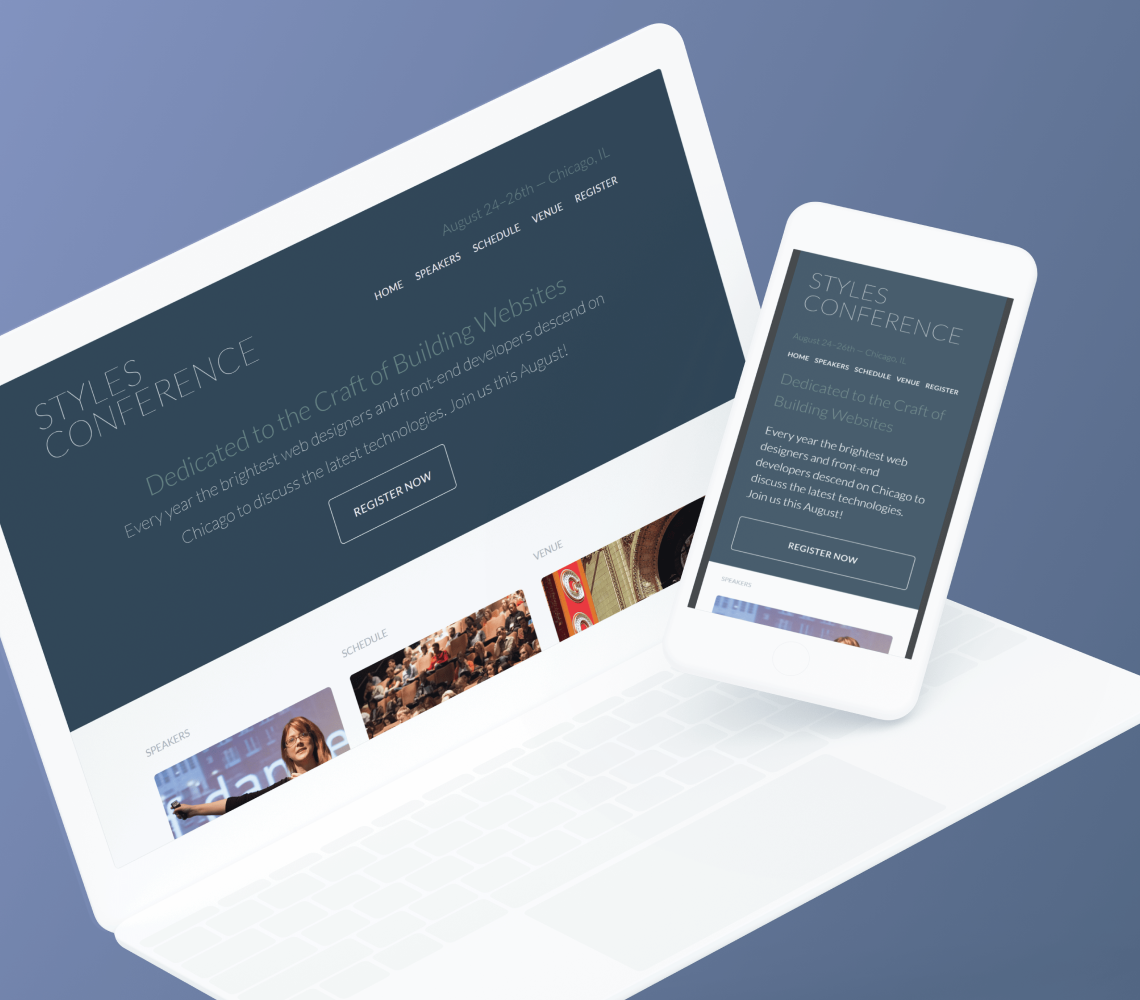 August 24–26th — Chicago, IL
HOME SPEAKERS SCHEDULE VENUE REGISTER
STYLES
CONFERENCE
Dedicated to the Craft of Building Websites
Every year the brightest web designers and front-end developers descend on
Chicago to discuss the latest technologies. Join us this August!
REGISTER NOW
SPEAKERS
SCHEDULE
VENUE
STYLES
CONFERENCE
August 24–26th — Chicago, IL
HOME SPEAKERS SCHEDULE VENUE REGISTER
Dedicated to the Craft of
Building Websites
Every year the brightest web
designers and front-end
developers descend on Chicago to
discuss the latest technologies.
Join us this August!
REGISTER NOW
SPEAKERS